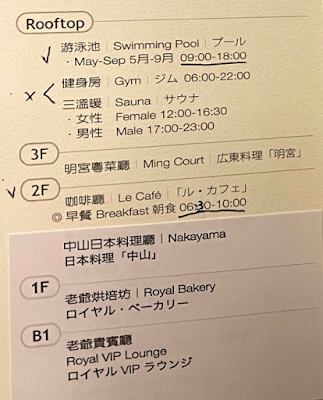 Rooftop
游泳池 | Swimming Pool | プール
・May-Sep 5月-9月 09:00-18:00
健身房 | Gym | ジム 06:00-22:00
三溫暖 | Sauna | サウナ
・女性 Female 12:00-16:30
・男性 Male 17:00-23:00
3F
明宮粵菜廳 | Ming Court | 広東料理「明宮」
2F
咖啡廳 | Le Café | 「ル・カフェ」
◎ 早餐 Breakfast 朝食 06:30-10:00
中山日本料理廳 | Nakayama
日本料理「中山」
1F
老爺烘培坊 | Royal Bakery
ロイヤル・ベーカリー
B1
老爺貴賓廳
Royal VIP Lounge
ロイヤル VIP ラウンジ